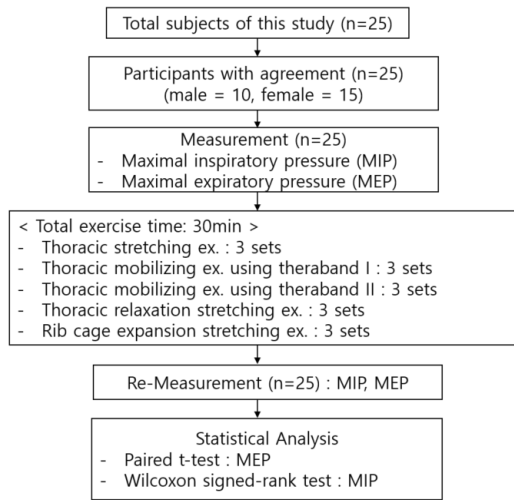 Total subjects of this study (n=25)
Participants with agreement (n=25)
(male = 10, female = 15)
Measurement (n=25)
- Maximal inspiratory pressure (MIP)
- Maximal expiratory pressure (MEP)
< Total exercise time: 30min >
- Thoracic stretching ex. : 3 sets
- Thoracic mobilizing ex. using theraband I : 3 sets
- Thoracic mobilizing ex. using theraband II : 3 sets
- Thoracic relaxation stretching ex. : 3 sets
- Rib cage expansion stretching ex. : 3 sets
Re-Measurement (n=25) : MIP, MEP
Statistical Analysis
- Paired t-test : MEP
- Wilcoxon signed-rank test : MIP